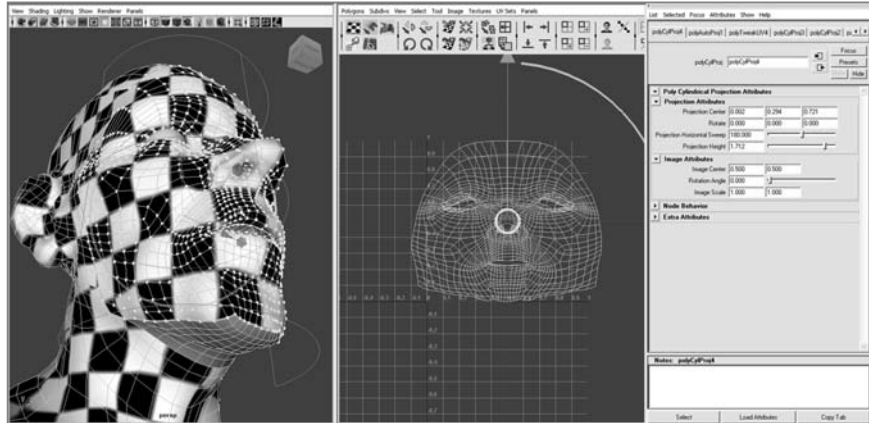 View Shading Lighting Show Renderer Panels
persp
Polygons Subdivs View Select Tool Image Textures UV Sets Panels
List Selected Focus Attributes Show Help
polyCylProj4 polyAutoProj1 polyTweakUV4 polyCylProj3 polyCylProj2
polyCylProj: polyCylProj4
Focus
Presets
Hide
Poly Cylindrical Projection Attributes
Projection Attributes
Projection Center 0.002 0.294 0.721
Rotate 0.000 0.000 0.000
Projection Horizontal Sweep 180.000
Projection Height 1.712
Image Attributes
Image Center 0.500 0.500
Rotation Angle 0.000
Image Scale 1.000 1.000
Node Behavior
Extra Attributes
Notes: polyCylProj4
Select Load Attributes Copy Tab